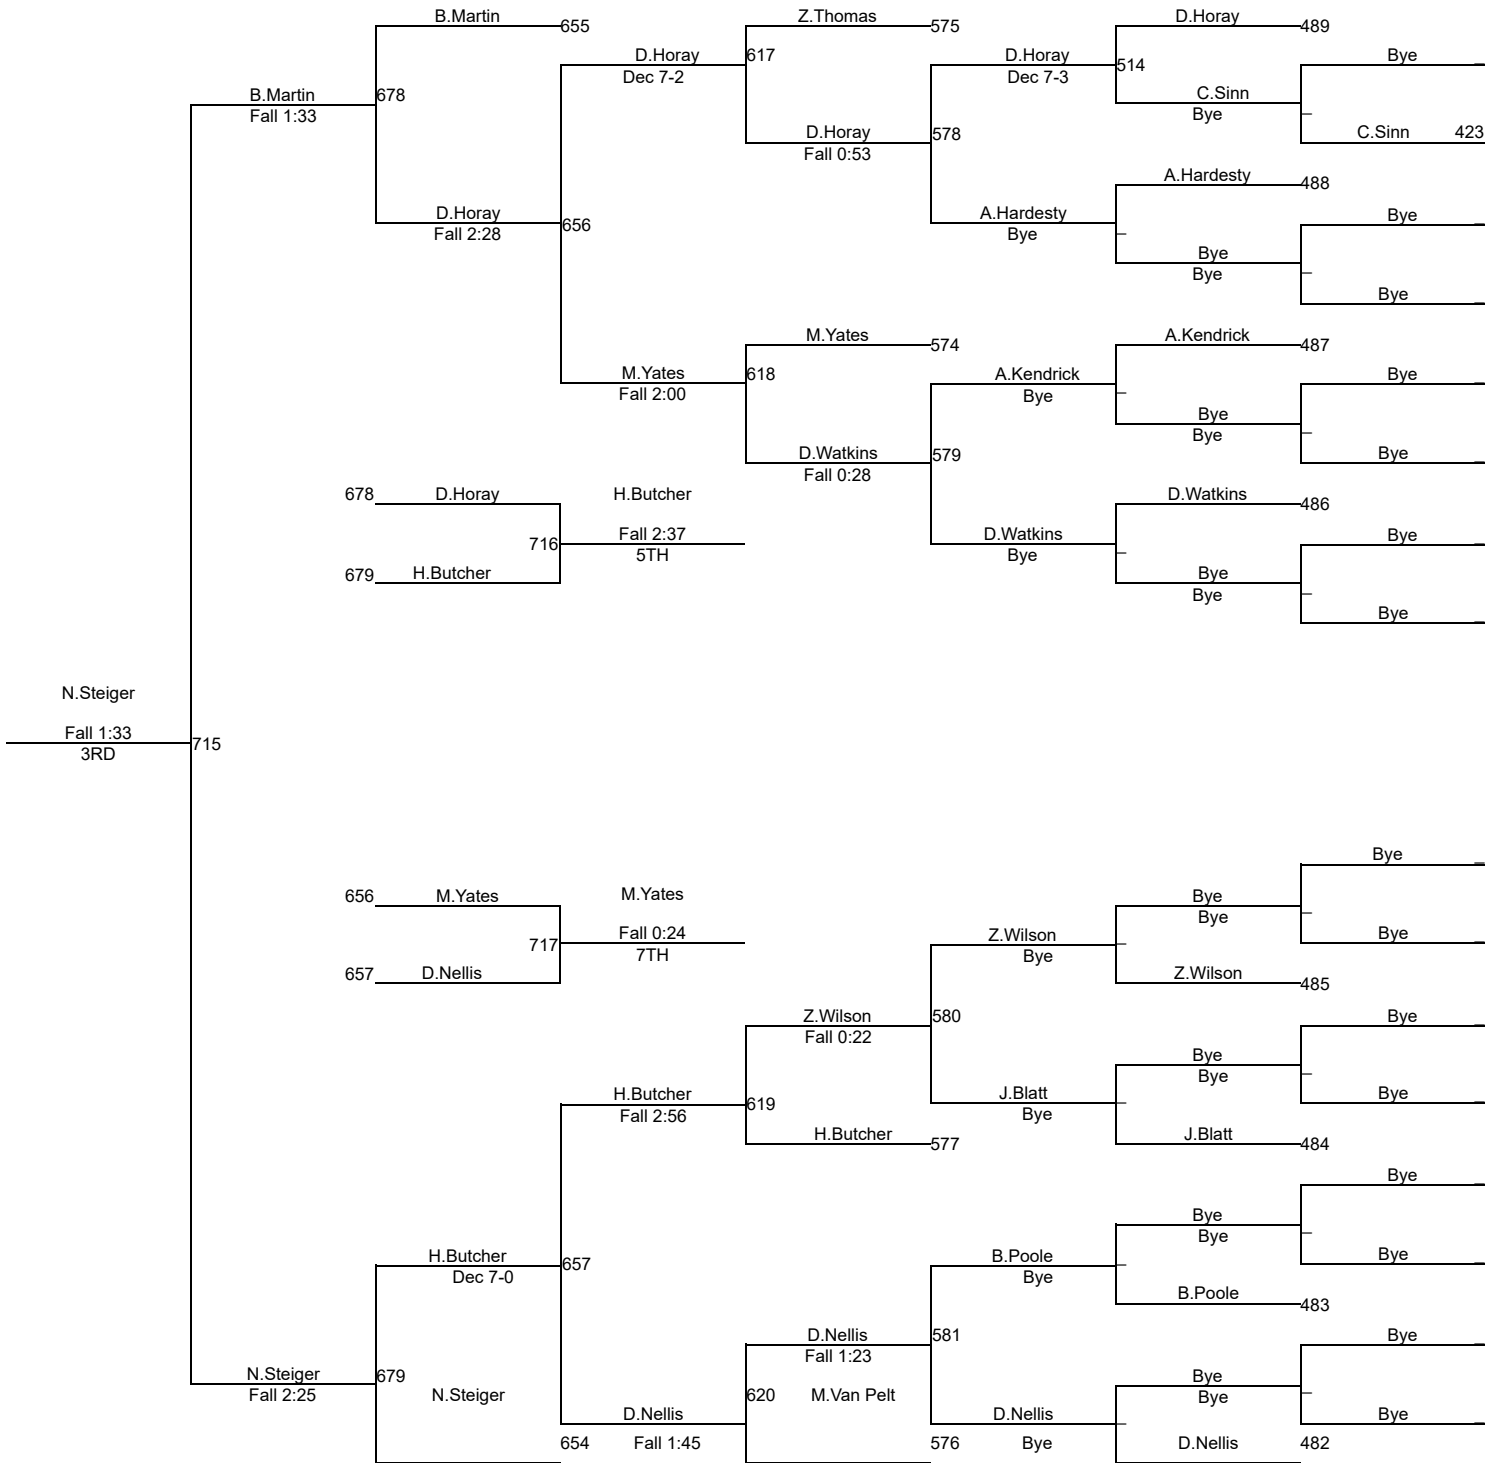 B.Martin
655
Z.Thomas
575
D.Horay
489
D.Horay
Dec 7-2
617
D.Horay
Dec 7-3
514
Bye
B.Martin
Fall 1:33
678
C.Sinn
Bye
D.Horay
Fall 0:53
578
C.Sinn 423
A.Hardesty
488
D.Horay
Fall 2:28
656
A.Hardesty
Bye
Bye
Bye
Bye
Bye
M.Yates
574
A.Kendrick
487
M.Yates
Fall 2:00
618
A.Kendrick
Bye
Bye
Bye
Bye
D.Watkins
Fall 0:28
579
Bye
678 D.Horay
H.Butcher
D.Watkins
486
716
Fall 2:37
5TH
D.Watkins
Bye
Bye
679 H.Butcher
Bye
Bye
Bye
N.Steiger
Fall 1:33
3RD
715
Bye
656 M.Yates
M.Yates
Bye
Bye
717
Fall 0:24
7TH
Z.Wilson
Bye
Bye
657 D.Nellis
Z.Wilson
485
Z.Wilson
Fall 0:22
580
Bye
Bye
Bye
H.Butcher
Fall 2:56
619
J.Blatt
Bye
Bye
H.Butcher
577
J.Blatt
484
Bye
Bye
Bye
H.Butcher
Dec 7-0
657
B.Poole
Bye
Bye
B.Poole
483
D.Nellis
Fall 1:23
581
Bye
N.Steiger
Fall 2:25
679
N.Steiger
620
M.Van Pelt
Bye
Bye
D.Nellis
D.Nellis
Bye
654
Fall 1:45
576
Bye
D.Nellis
482